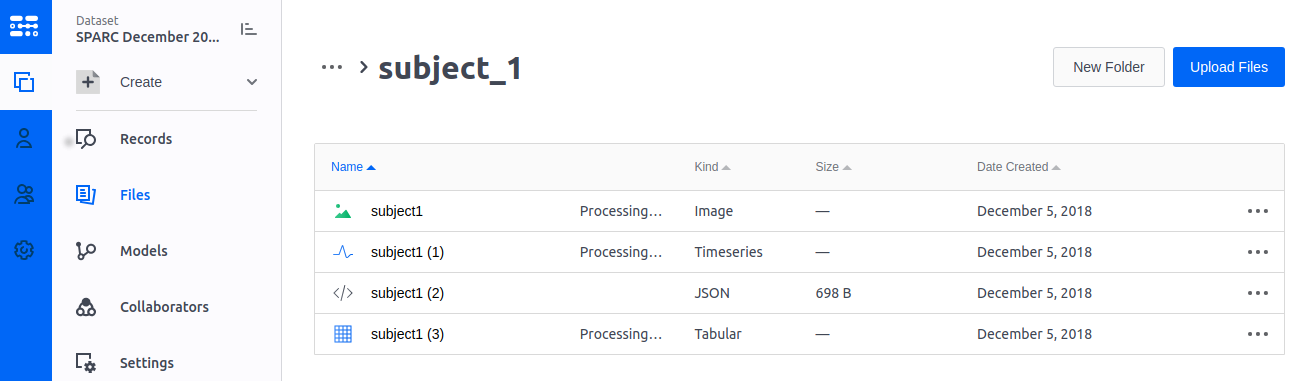 Dataset
SPARC December 20...
Create
Records
Files
Models
Collaborators
Settings
... > subject_1
New Folder
Upload Files
Name Kind Size Date Created
subject1 Processing... Image — December 5, 2018
subject1 (1) Processing... Timeseries — December 5, 2018
subject1 (2) JSON 698 B December 5, 2018
subject1 (3) Processing... Tabular — December 5, 2018